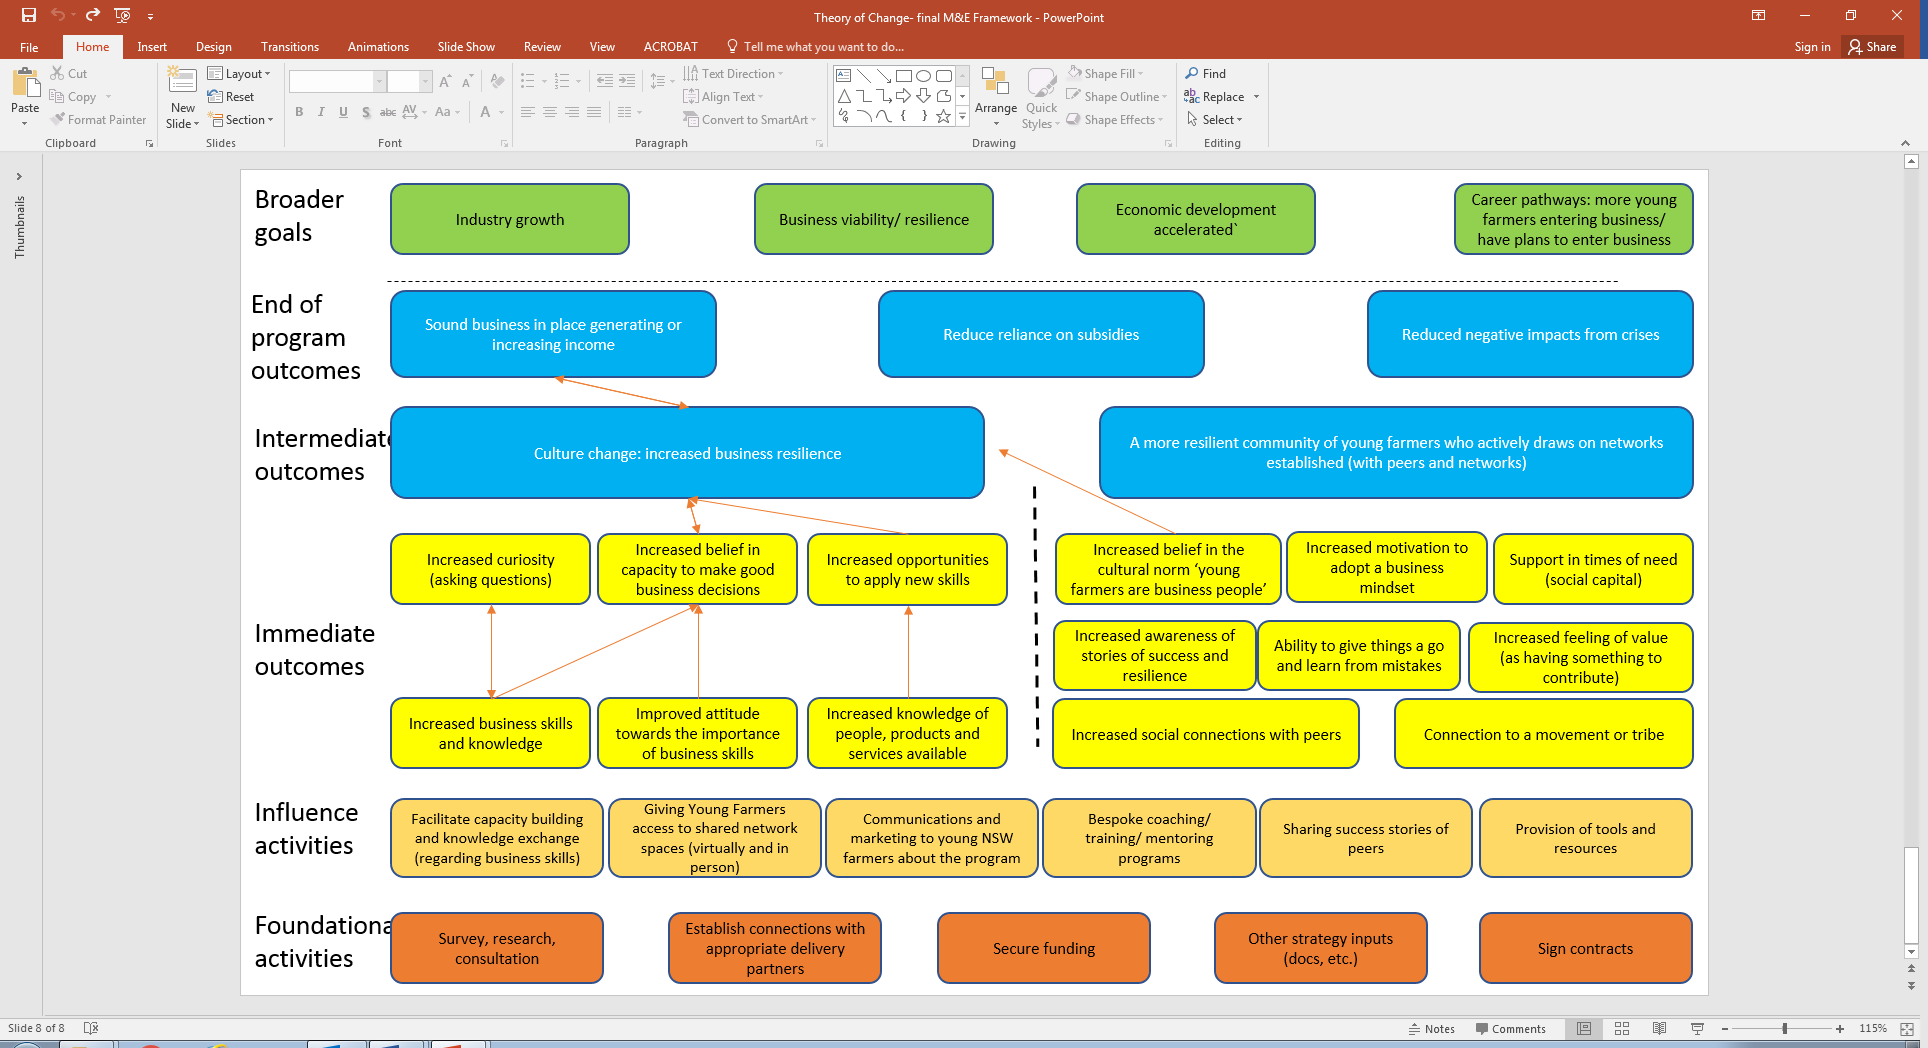 Theory of Change- final M&E Framework - PowerPoint
File
Home
Insert
Design
Transitions
Animations
Slide Show
Review
View
ACROBAT
Tell me what you want to do...
Sign in
Share
Paste
Cut
Copy
Format Painter
Clipboard
New
Slide
Layout
Reset
Section
Slides
B I U S abc AV Aa A
Font
Text Direction
Align Text
Convert to SmartArt
Paragraph
Arrange
Quick
Styles
Shape Fill
Shape Outline
Shape Effects
Drawing
Find
Replace
Select
Editing
Thumbnails
Broader
goals
Industry growth
Business viability/ resilience
Economic development
accelerated`
Career pathways: more young
farmers entering business/
have plans to enter business
End of
program
outcomes
Sound business in place generating or
increasing income
Reduce reliance on subsidies
Reduced negative impacts from crises
Intermediate
outcomes
Culture change: increased business resilience
A more resilient community of young farmers who actively draws on networks
established (with peers and networks)
Increased curiosity
(asking questions)
Increased belief in
capacity to make good
business decisions
Increased opportunities
to apply new skills
Increased belief in the
cultural norm ‘young
farmers are business people’
Increased motivation to
adopt a business
mindset
Support in times of need
(social capital)
Immediate
outcomes
Increased awareness of
stories of success and
resilience
Ability to give things a go
and learn from mistakes
Increased feeling of value
(as having something to
contribute)
Increased business skills
and knowledge
Improved attitude
towards the importance
of business skills
Increased knowledge of
people, products and
services available
Increased social connections with peers
Connection to a movement or tribe
Influence
activities
Facilitate capacity building
and knowledge exchange
(regarding business skills)
Giving Young Farmers
access to shared network
spaces (virtually and in
person)
Communications and
marketing to young NSW
farmers about the program
Bespoke coaching/
training/ mentoring
programs
Sharing success stories of
peers
Provision of tools and
resources
Foundationa
activities
Survey, research,
consultation
Establish connections with
appropriate delivery
partners
Secure funding
Other strategy inputs
(docs, etc.)
Sign contracts
Slide 8 of 8
Notes
Comments
115%